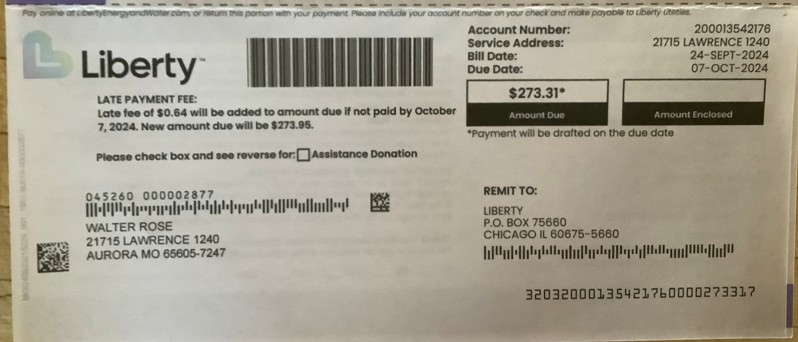 Pay online at LibertyEnergyandWater.com, or return this portion with your payment. Please include your account number on your check and make payable to Liberty Utilities.
Liberty™
Account Number: 200013542176
Service Address: 21715 LAWRENCE 1240
Bill Date: 24-SEPT-2024
Due Date: 07-OCT-2024
$273.31*
Amount Due
Amount Enclosed
*Payment will be drafted on the due date
LATE PAYMENT FEE:
Late fee of $0.64 will be added to amount due if not paid by October
7, 2024. New amount due will be $273.95.
Please check box and see reverse for: Assistance Donation
045260 000002877
WALTER ROSE
21715 LAWRENCE 1240
AURORA MO 65605-7247
REMIT TO:
LIBERTY
P.O. BOX 75660
CHICAGO IL 60675-5660
32032000135421760000273317